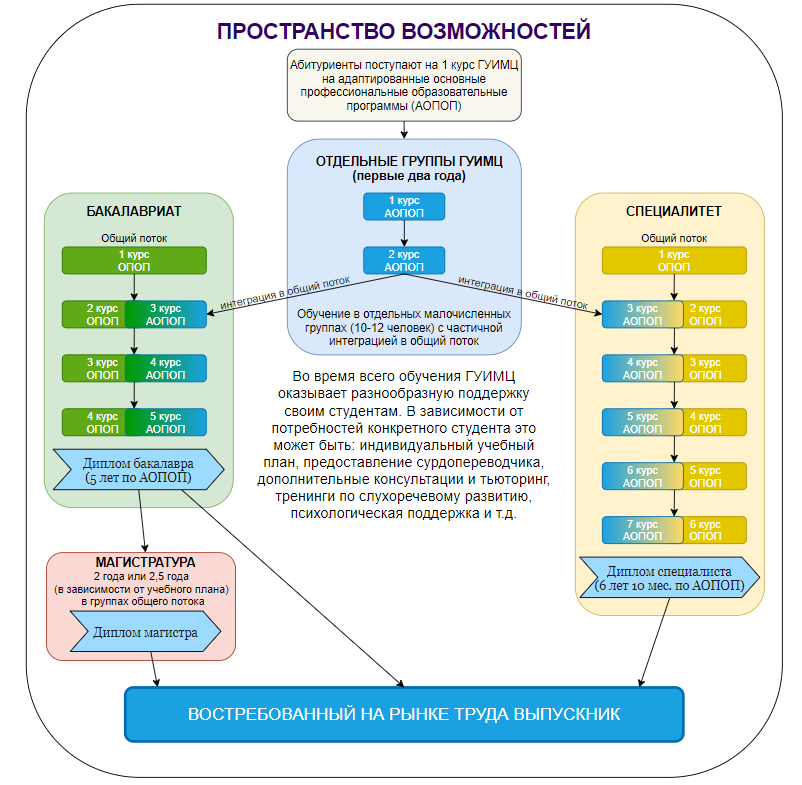 ПРОСТРАНСТВО ВОЗМОЖНОСТЕЙ
Абитуриенты поступают на 1 курс ГУИМЦ
на адаптированные основные
профессиональные образовательные
программы (АОПОП)
ОТДЕЛЬНЫЕ ГРУППЫ ГУИМЦ
(первые два года)
1 курс
АОПОП
2 курс
АОПОП
интеграция в общий поток
интеграция в общий поток
Обучение в отдельных малочисленных
группах (10-12 человек) с частичной
интеграцией в общий поток
БАКАЛАВРИАТ
Общий поток
1 курс
ОПОП
2 курс
ОПОП
3 курс
АОПОП
3 курс
ОПОП
4 курс
АОПОП
4 курс
ОПОП
5 курс
АОПОП
Диплом бакалавра
(5 лет по АОПОП)
СПЕЦИАЛИТЕТ
Общий поток
1 курс
ОПОП
3 курс
АОПОП
2 курс
ОПОП
4 курс
АОПОП
3 курс
ОПОП
5 курс
АОПОП
4 курс
ОПОП
6 курс
АОПОП
5 курс
ОПОП
7 курс
АОПОП
6 курс
ОПОП
Диплом специалиста
(6 лет 10 мес. по АОПОП)
Во время всего обучения ГУИМЦ
оказывает разнообразную поддержку
своим студентам. В зависимости от
потребностей конкретного студента это
может быть: индивидуальный учебный
план, предоставление сурдопереводчика,
дополнительные консультации и тьюторинг,
тренинги по слухоречевому развитию,
психологическая поддержка и т.д.
МАГИСТРАТУРА
2 года или 2,5 года
(в зависимости от учебного плана)
в группах общего потока
Диплом магистра
ВОСТРЕБОВАННЫЙ НА РЫНКЕ ТРУДА ВЫПУСКНИК